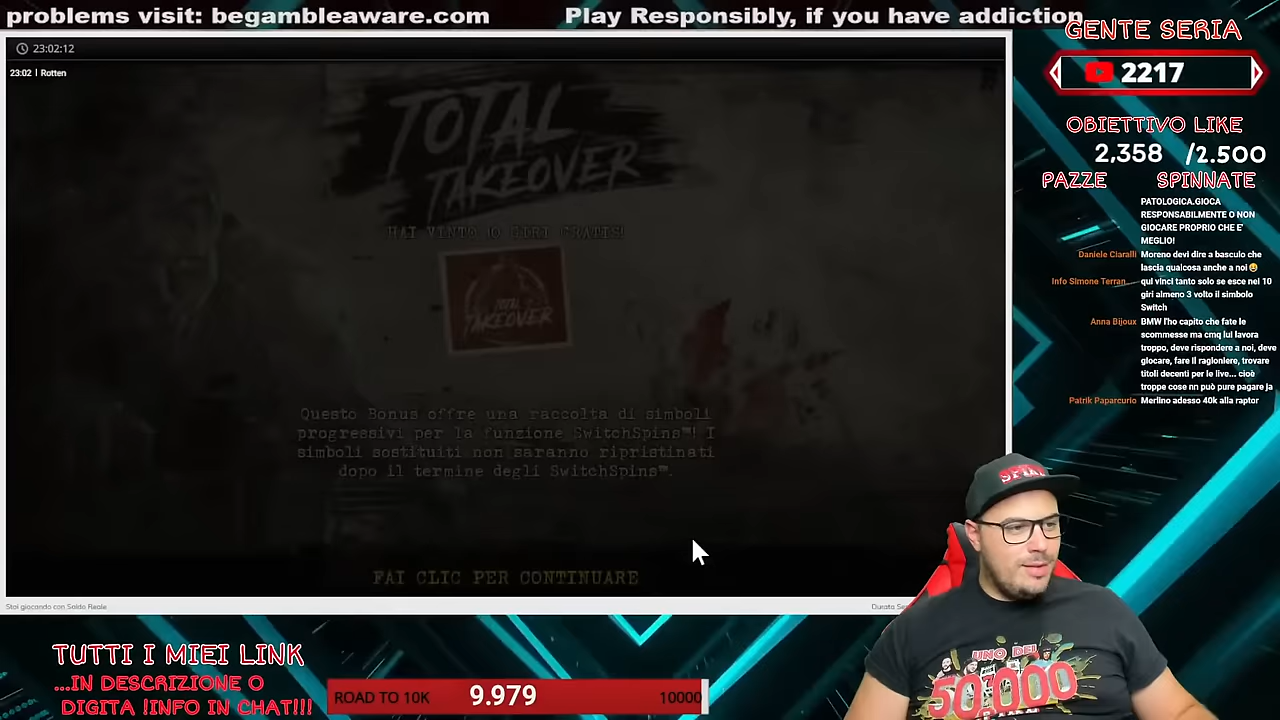 problems visit: begambleaware.com Play Responsibly, if you have addiction
GENTE SERIA
2217
OBIETTIVO LIKE
2,358 /2.500
PAZZE SPINNATE
23:02:12
23:02 | Rotten
TOTAL
TAKEOVER
HAI VINTO 10 GIRI GRATIS!
TOTAL
TAKEOVER
Questo Bonus offre una raccolta di simboli
progressivi per la funzione SwitchSpins™! I
simboli sostituiti non saranno ripristinati
dopo il termine degli SwitchSpins™.
FAI CLIC PER CONTINUARE
Stai giocando con Saldo Reale
Durata
PATOLOGICA.GIOCA
RESPONSABILMENTE O NON
GIOCARE PROPRIO CHE E'
MEGLIO!
Daniele Ciaralli Moreno devi dire a basculo che
lascia qualcosa anche a noi
Info Simone Terran... qui vinci tanto solo se esce nei 10
giri almeno 3 volto il simbolo
Switch
Anna Bijoux BMW l'ho capito che fate le
scommesse ma cmq lui lavora
troppo, deve rispondere a noi, deve
giocare, fare il ragioniere, trovare
titoli decenti per le live... cioè
troppe cose nn può pure pagare ja
Patrik Paparcurio Merlino adesso 40k alla raptor
UNO DEI
50.000
TUTTI I MIEI LINK
...IN DESCRIZIONE O
DIGITA !INFO IN CHAT!!!
ROAD TO 10K 9.979 10000